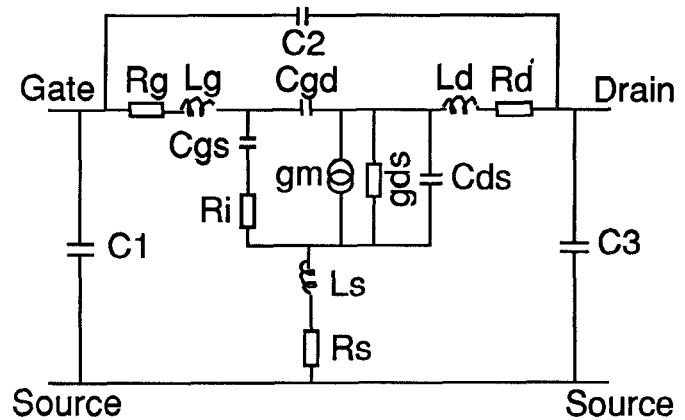 C2
Rg Lg Cgd Ld Rd
Gate Drain
Cgs
gm gds Cds
Ri
C1 C3
Ls
Rs
Source Source